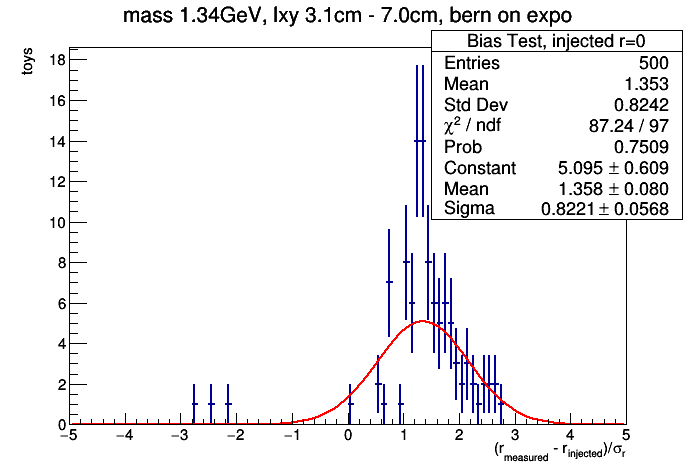 mass 1.34GeV, lxy 3.1cm - 7.0cm, bern on expo
Bias Test, injected r=0
Entries 500
Mean 1.353
Std Dev 0.8242
χ² / ndf 87.24 / 97
Prob 0.7509
Constant 5.095 ± 0.609
Mean 1.358 ± 0.080
Sigma 0.8221 ± 0.0568
toys
18
16
14
12
10
8
6
4
2
0
−5 −4 −3 −2 −1 0 1 2 3 4 5
(r_measured - r_injected)/σ_r